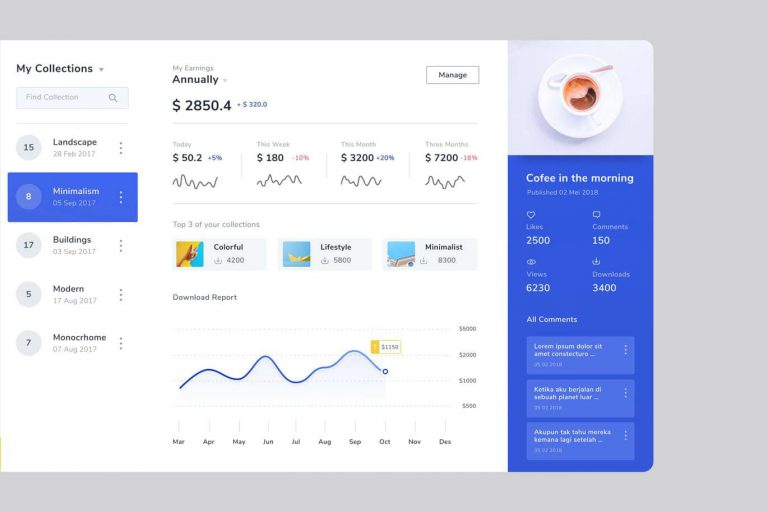 My Collections
Find Collection
15
Landscape
28 Feb 2017
8
Minimalism
05 Sep 2017
17
Buildings
03 Sep 2017
5
Modern
17 Aug 2017
7
Monocrhome
07 Aug 2017
My Earnings
Annually
Manage
$ 2850.4 + $ 320.0
Today
$ 50.2 +5%
This Week
$ 180 -10%
This Month
$ 3200 +20%
Three Months
$ 7200 -18%
Top 3 of your collections
Colorful
4200
Lifestyle
5800
Minimalist
8300
Download Report
$5000
$1350
$2000
$1000
$500
Mar Apr May Jun Jul Aug Sep Oct Nov Des
Cofee in the morning
Published 02 Mei 2018
Likes
2500
Comments
150
Views
6230
Downloads
3400
All Comments
Lorem ipsum dolor sit
amet constecturo ...
05 02 2018
Ketika aku berjalan di
sebuah planet luar ...
05 02 2018
Akupun tak tahu mereka
kemana lagi setelah ...
05 02 2018